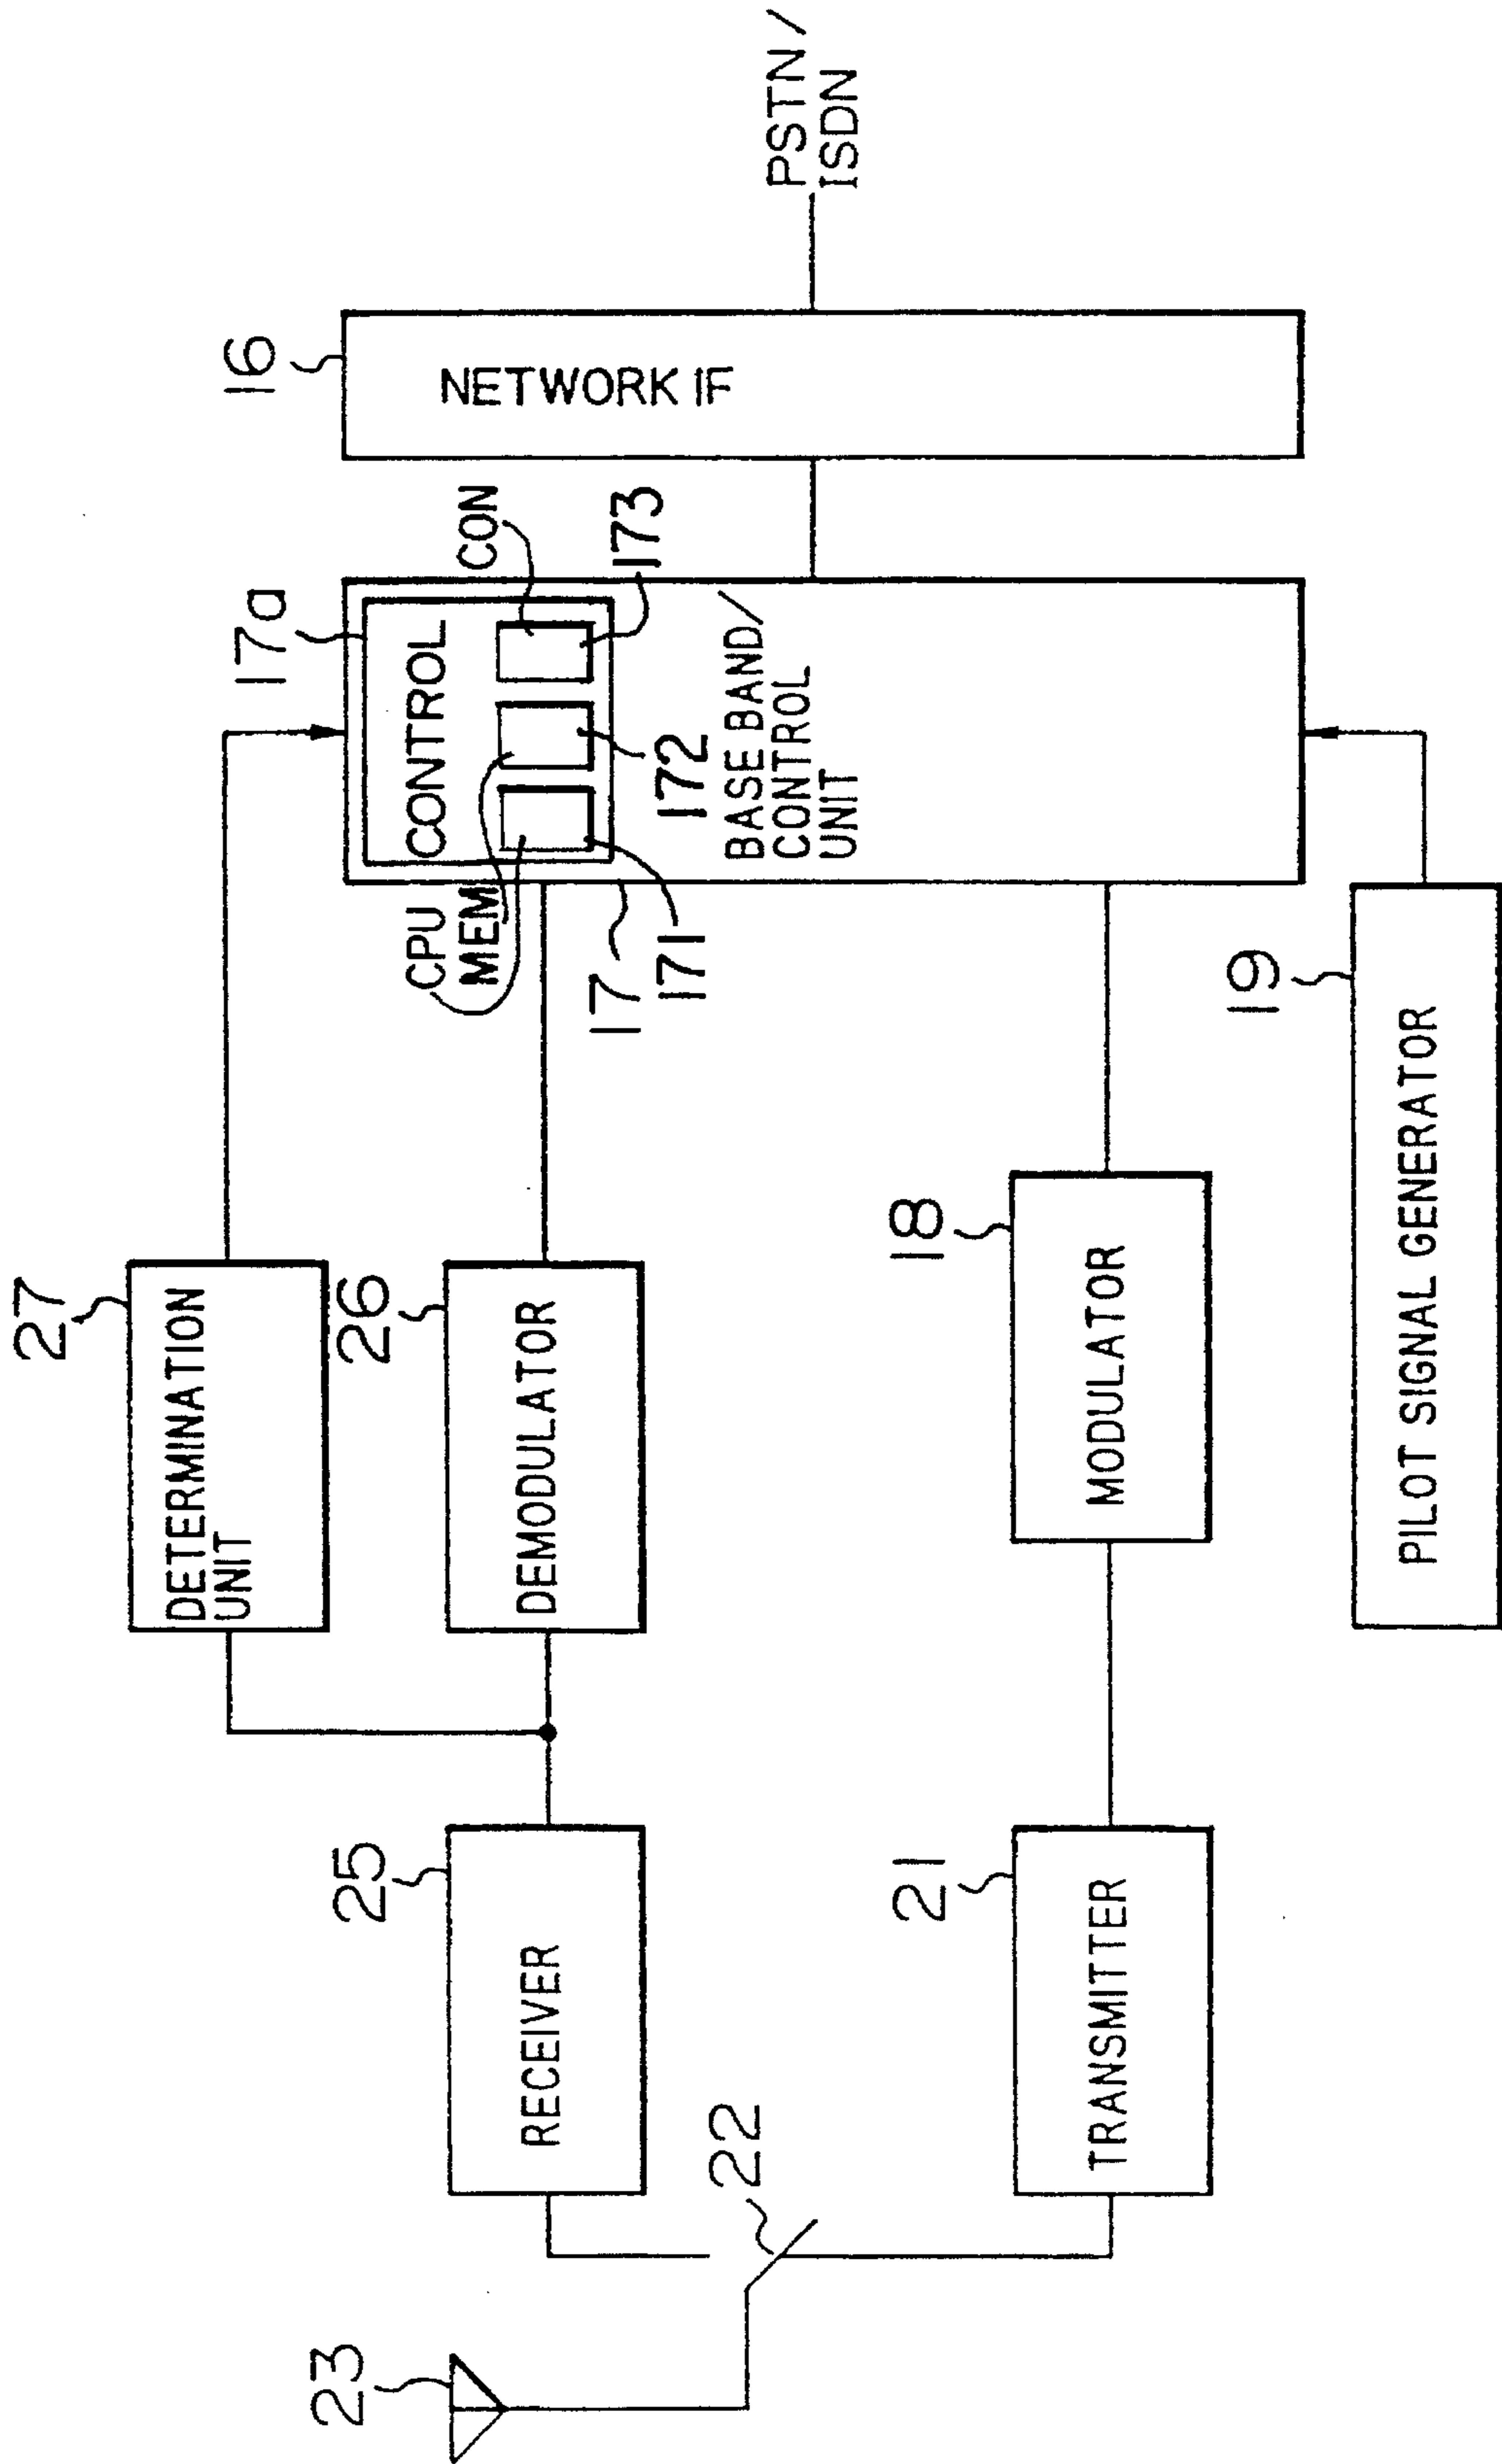 27
DETERMINATION
UNIT
17a
16
CONTROL
CON
173
NETWORK IF
CPU
MEM
172
171
17
PSTN /
ISDN
BASE BAND/
CONTROL
UNIT
23
25
26
RECEIVER
DEMODULATOR
22
21
18
TRANSMITTER
MODULATOR
19
PILOT SIGNAL GENERATOR